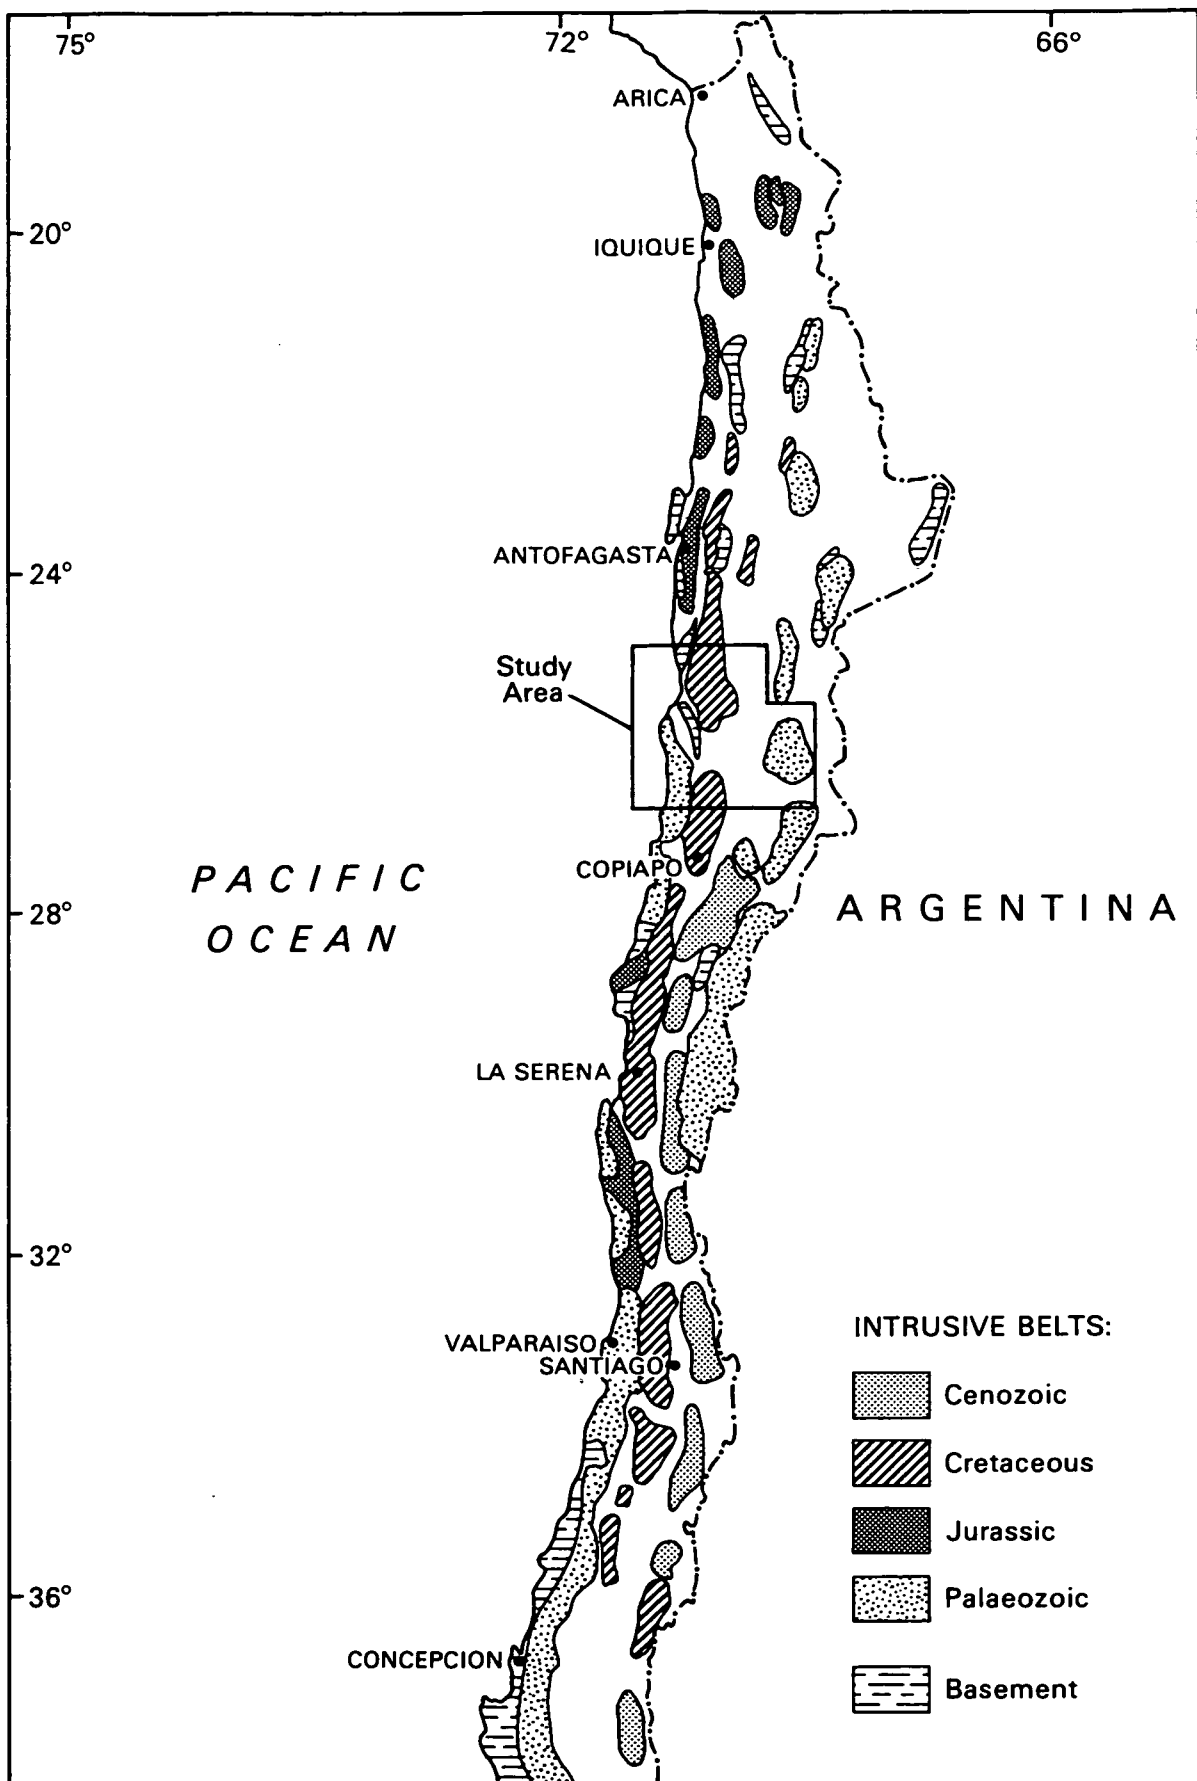 75°
72°
66°
ARICA
20°
IQUIQUE
ANTOFAGASTA
24°
Study
Area
COPIAPO
PACIFIC
OCEAN
28°
ARGENTINA
LA SERENA
32°
VALPARAISO
SANTIAGO
INTRUSIVE BELTS:
Cenozoic
Cretaceous
Jurassic
Palaeozoic
Basement
36°
CONCEPCION